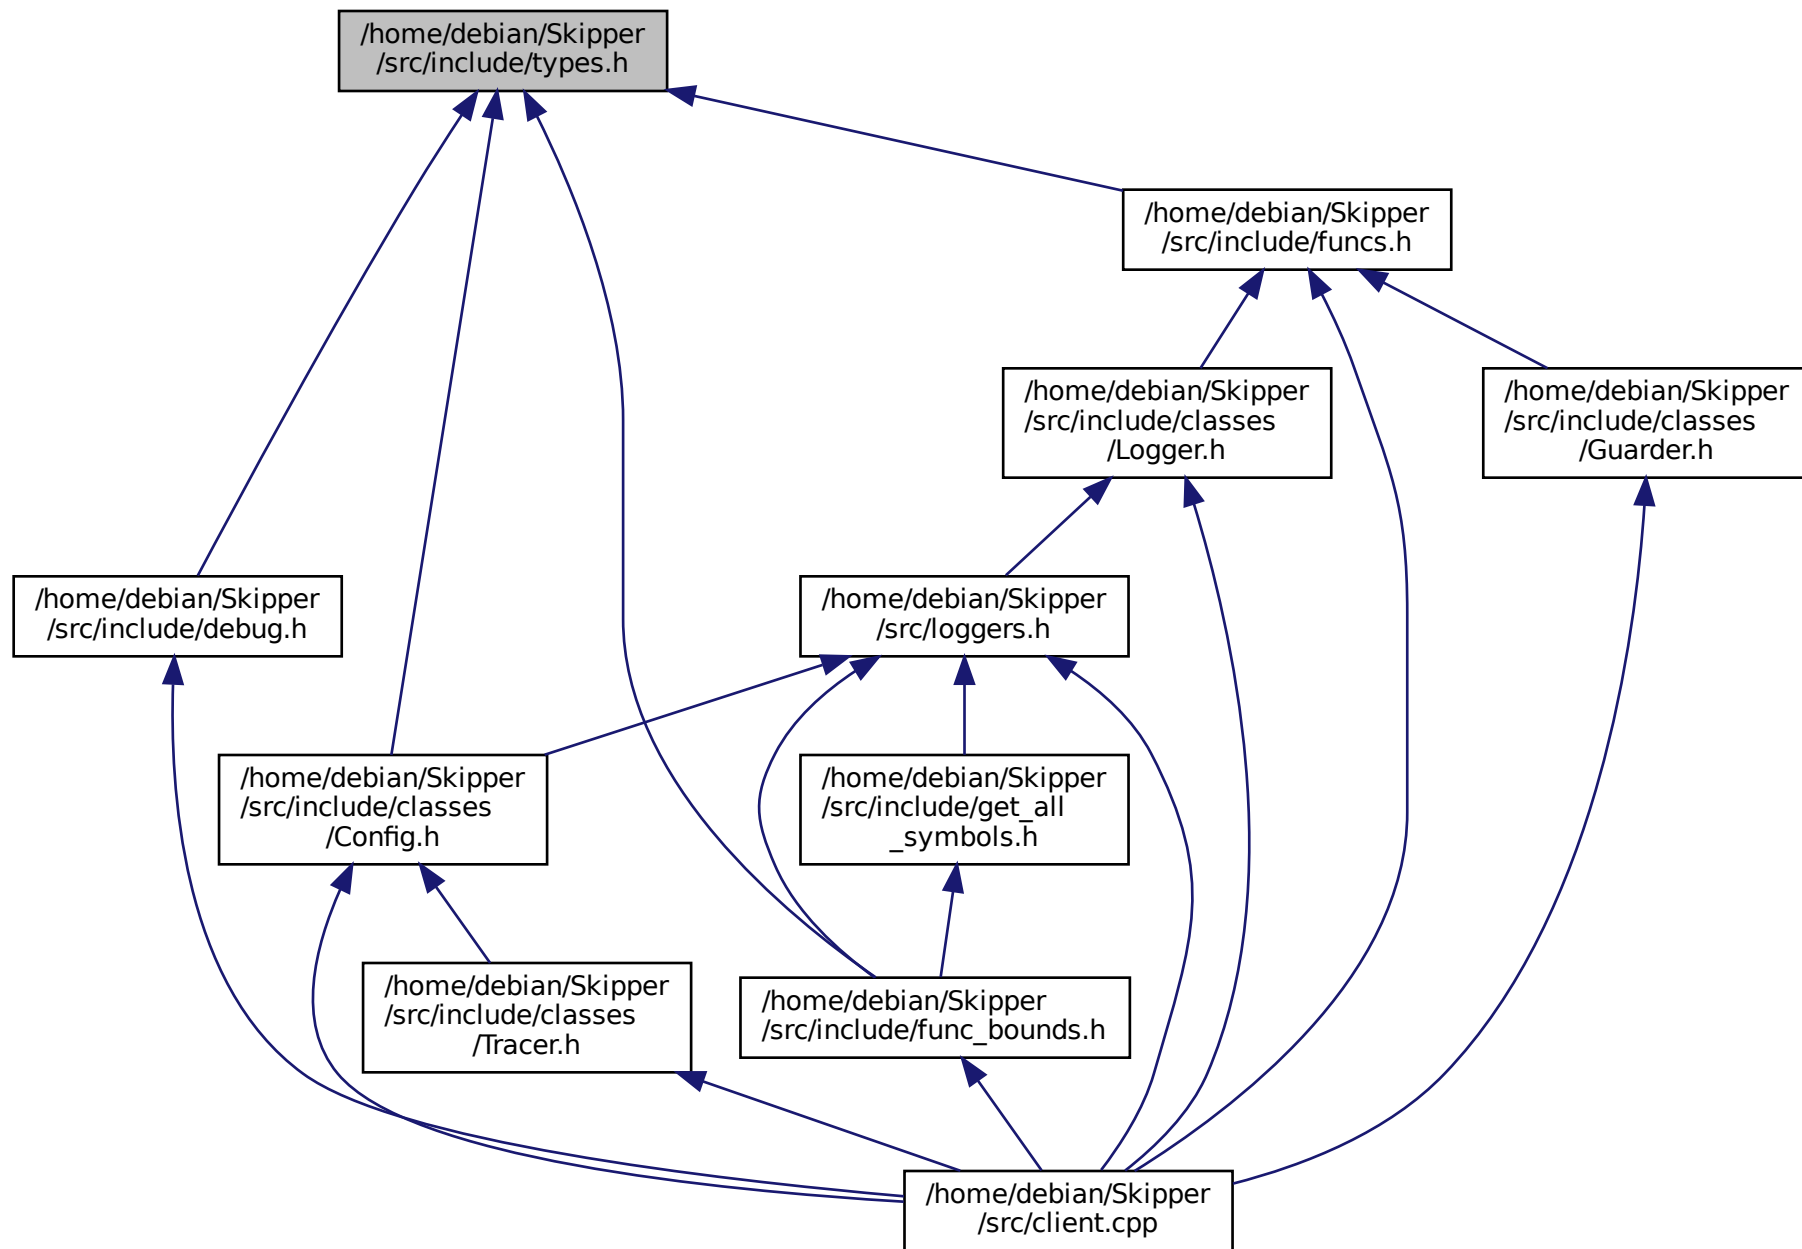 /home/debian/Skipper
/src/include/types.h
/home/debian/Skipper
/src/include/funcs.h
/home/debian/Skipper
/src/include/classes
/Logger.h
/home/debian/Skipper
/src/include/classes
/Guarder.h
/home/debian/Skipper
/src/include/debug.h
/home/debian/Skipper
/src/loggers.h
/home/debian/Skipper
/src/include/classes
/Config.h
/home/debian/Skipper
/src/include/get_all
_symbols.h
/home/debian/Skipper
/src/include/classes
/Tracer.h
/home/debian/Skipper
/src/include/func_bounds.h
/home/debian/Skipper
/src/client.cpp